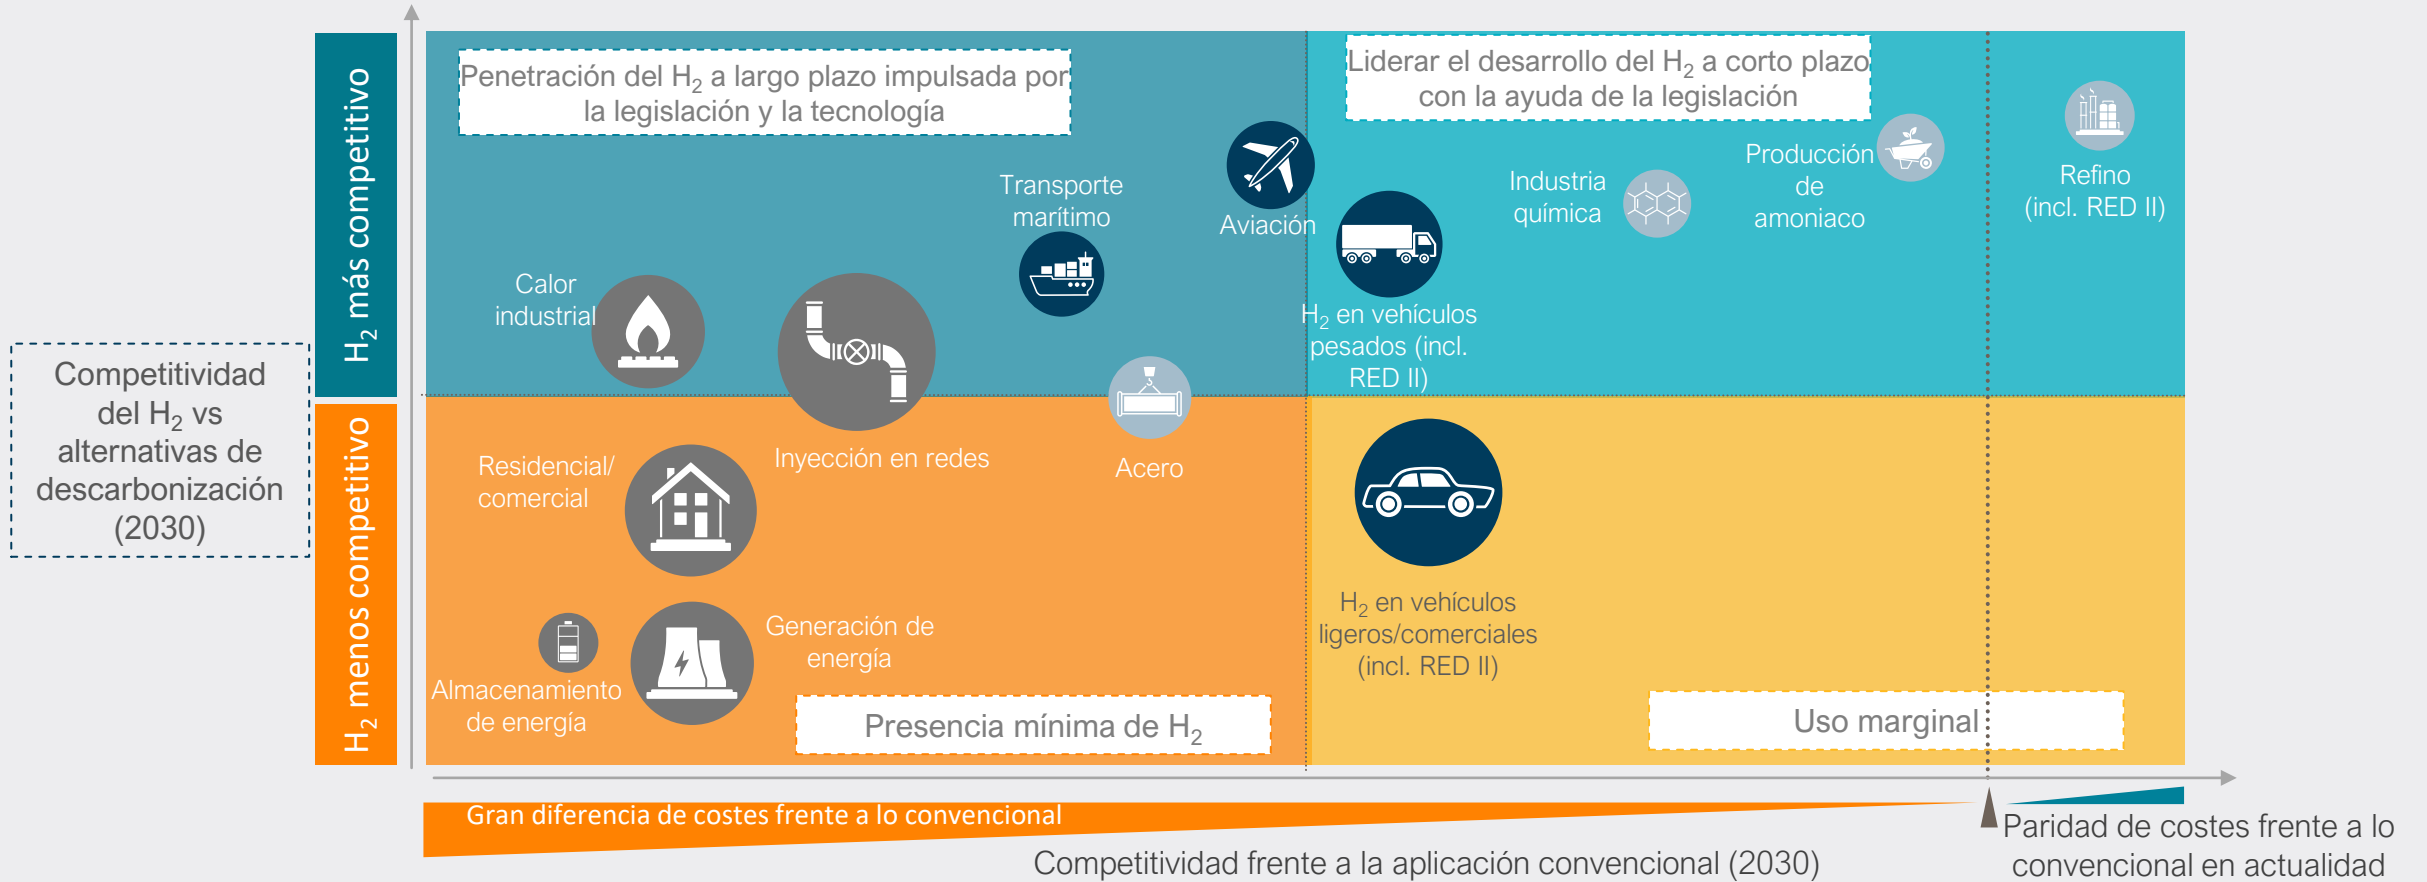 Competitividad
del H₂ vs
alternativas de
descarbonización
(2030)
H₂ más competitivo
H₂ menos competitivo
Penetración del H₂ a largo plazo impulsada por
la legislación y la tecnología
Liderar el desarrollo del H₂ a corto plazo
con la ayuda de la legislación
Calor
industrial
Transporte
marítimo
Aviación
Inyección en redes
Acero
H₂ en vehículos
pesados (incl.
RED II)
Industria
química
Producción
de
amoniaco
Refino
(incl. RED II)
Residencial/
comercial
Almacenamiento
de energía
Generación de
energía
Presencia mínima de H₂
H₂ en vehículos
ligeros/comerciales
(incl. RED II)
Uso marginal
Gran diferencia de costes frente a lo convencional
Competitividad frente a la aplicación convencional (2030)
Paridad de costes frente a lo
convencional en actualidad